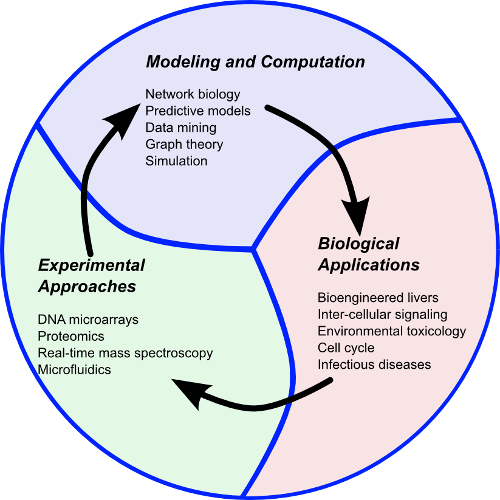 Modeling and Computation
Network biology
Predictive models
Data mining
Graph theory
Simulation
Biological
Applications
Bioengineered livers
Inter-cellular signaling
Environmental toxicology
Cell cycle
Infectious diseases
Experimental
Approaches
DNA microarrays
Proteomics
Real-time mass spectroscopy
Microfluidics